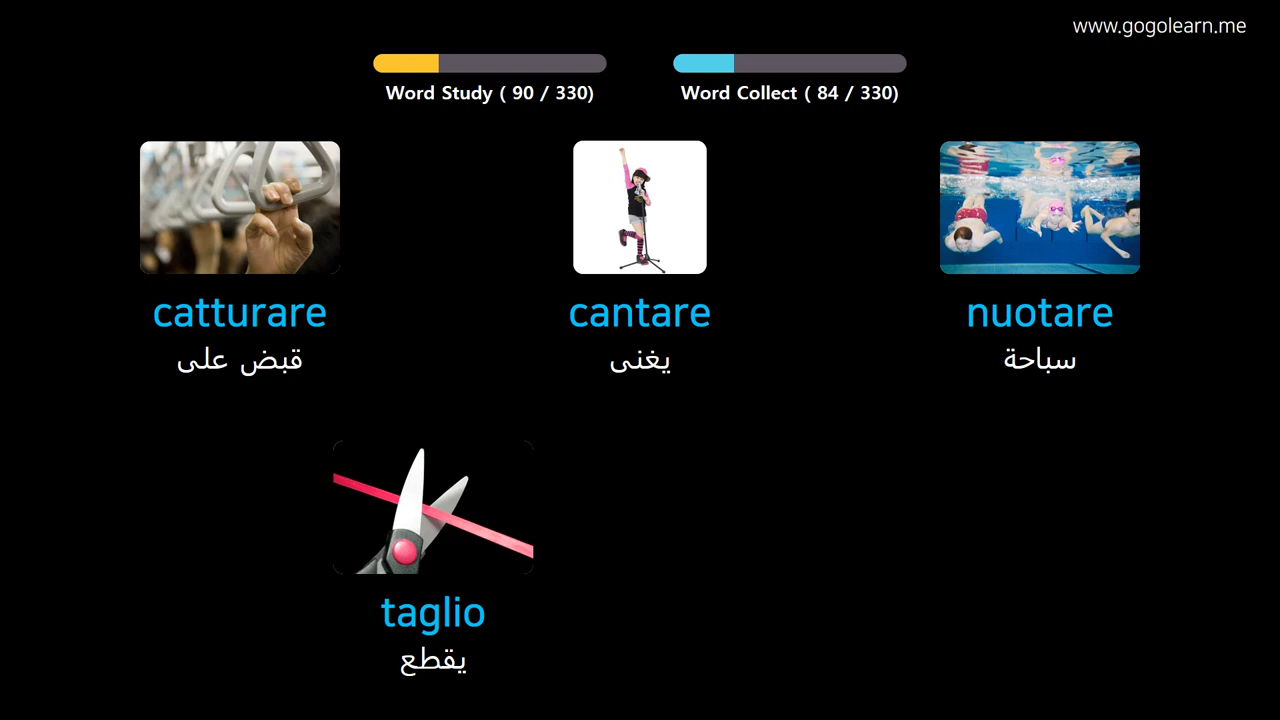 www.gogolearn.me
Word Study ( 90 / 330)
Word Collect ( 84 / 330)
catturare
قبض على
cantare
يغنى
nuotare
سباحة
taglio
يقطع